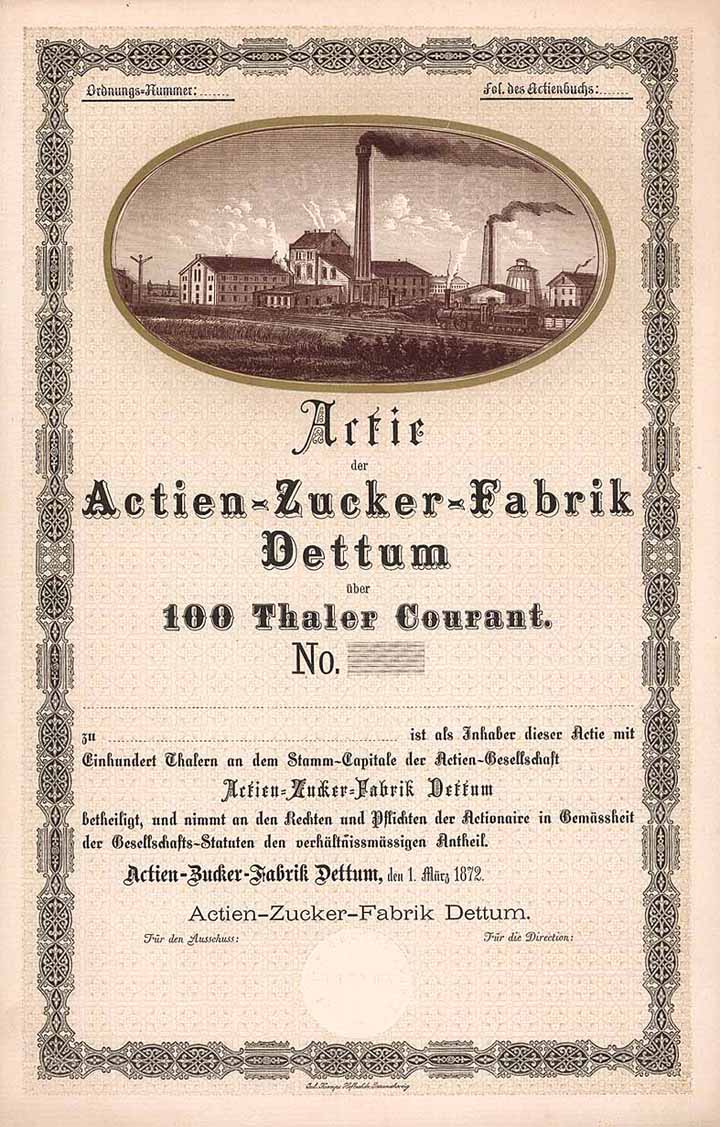 Ordnungs-Nummer: ......
Fol. des Actienbuchs: ......
Actie
der
Actien-Zucker-Fabrik
Dettum
über
100 Thaler Courant.
No.
zu ........................ ist als Inhaber dieser Actie mit
Einhundert Thalern an dem Stamm-Capitale der Actien-Gesellschaft
Actien-Zucker-Fabrik Dettum
betheiligt, und nimmt an den Rechten und Pflichten der Actionaire in Gemässheit
der Gesellschafts-Statuten den verhältnissmässigen Antheil.
Actien-Zucker-Fabrik Dettum, den 1. März 1872.
Actien-Zucker-Fabrik Dettum.
Für den Ausschuss:
Für die Direction: